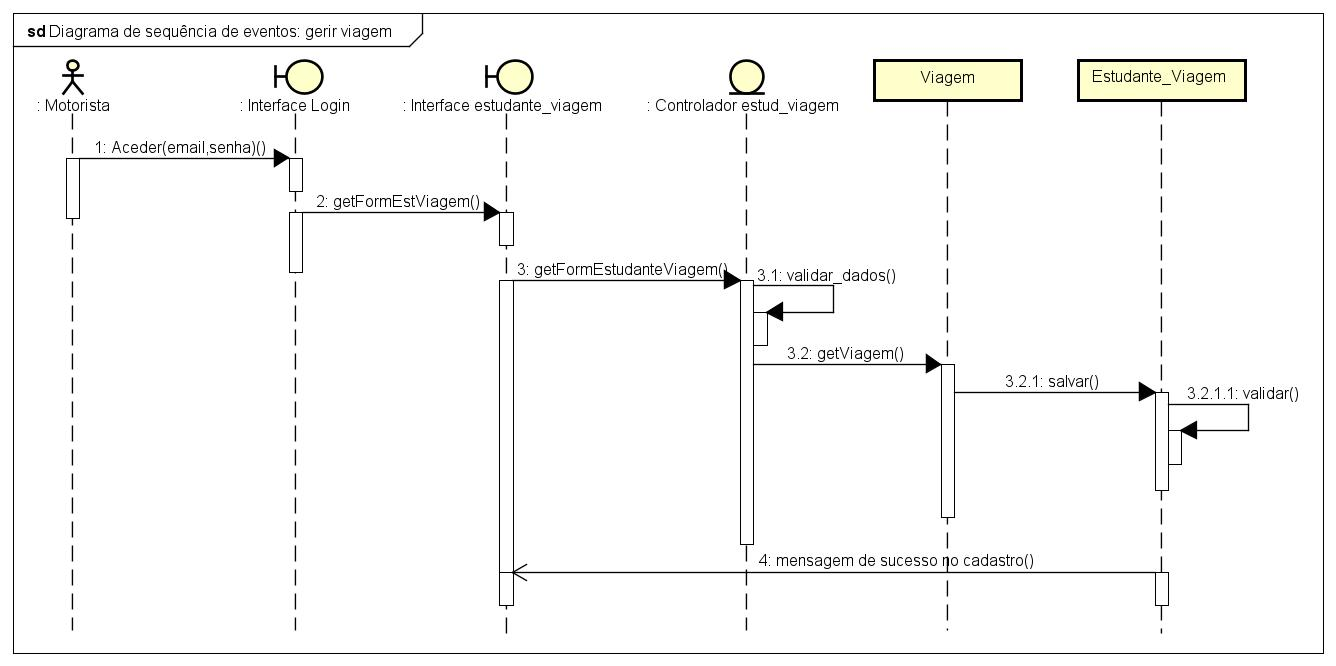 sd Diagrama de sequência de eventos: gerir viagem
: Motorista
: Interface Login
: Interface estudante_viagem
: Controlador estud_viagem
Viagem
Estudante_Viagem
1: Aceder(email,senha)()
2: getFormEstViagem()
3: getFormEstudanteViagem()
3.1: validar_dados()
3.2: getViagem()
3.2.1: salvar()
3.2.1.1: validar()
4: mensagem de sucesso no cadastro()